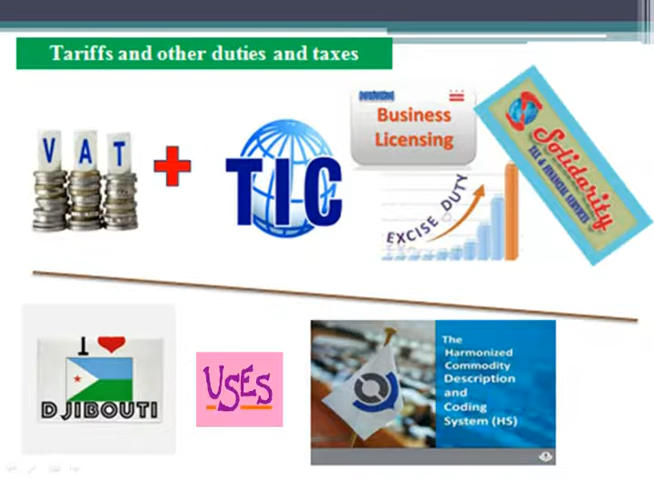 Tariffs and other duties and taxes
VAT
TIC
Business
Licensing
EXCISE DUTY
Solidarity
TAX & FINANCIAL SERVICES
I
DJIBOUTI
USES
The
Harmonized
Commodity
Description
and
Coding
System (HS)